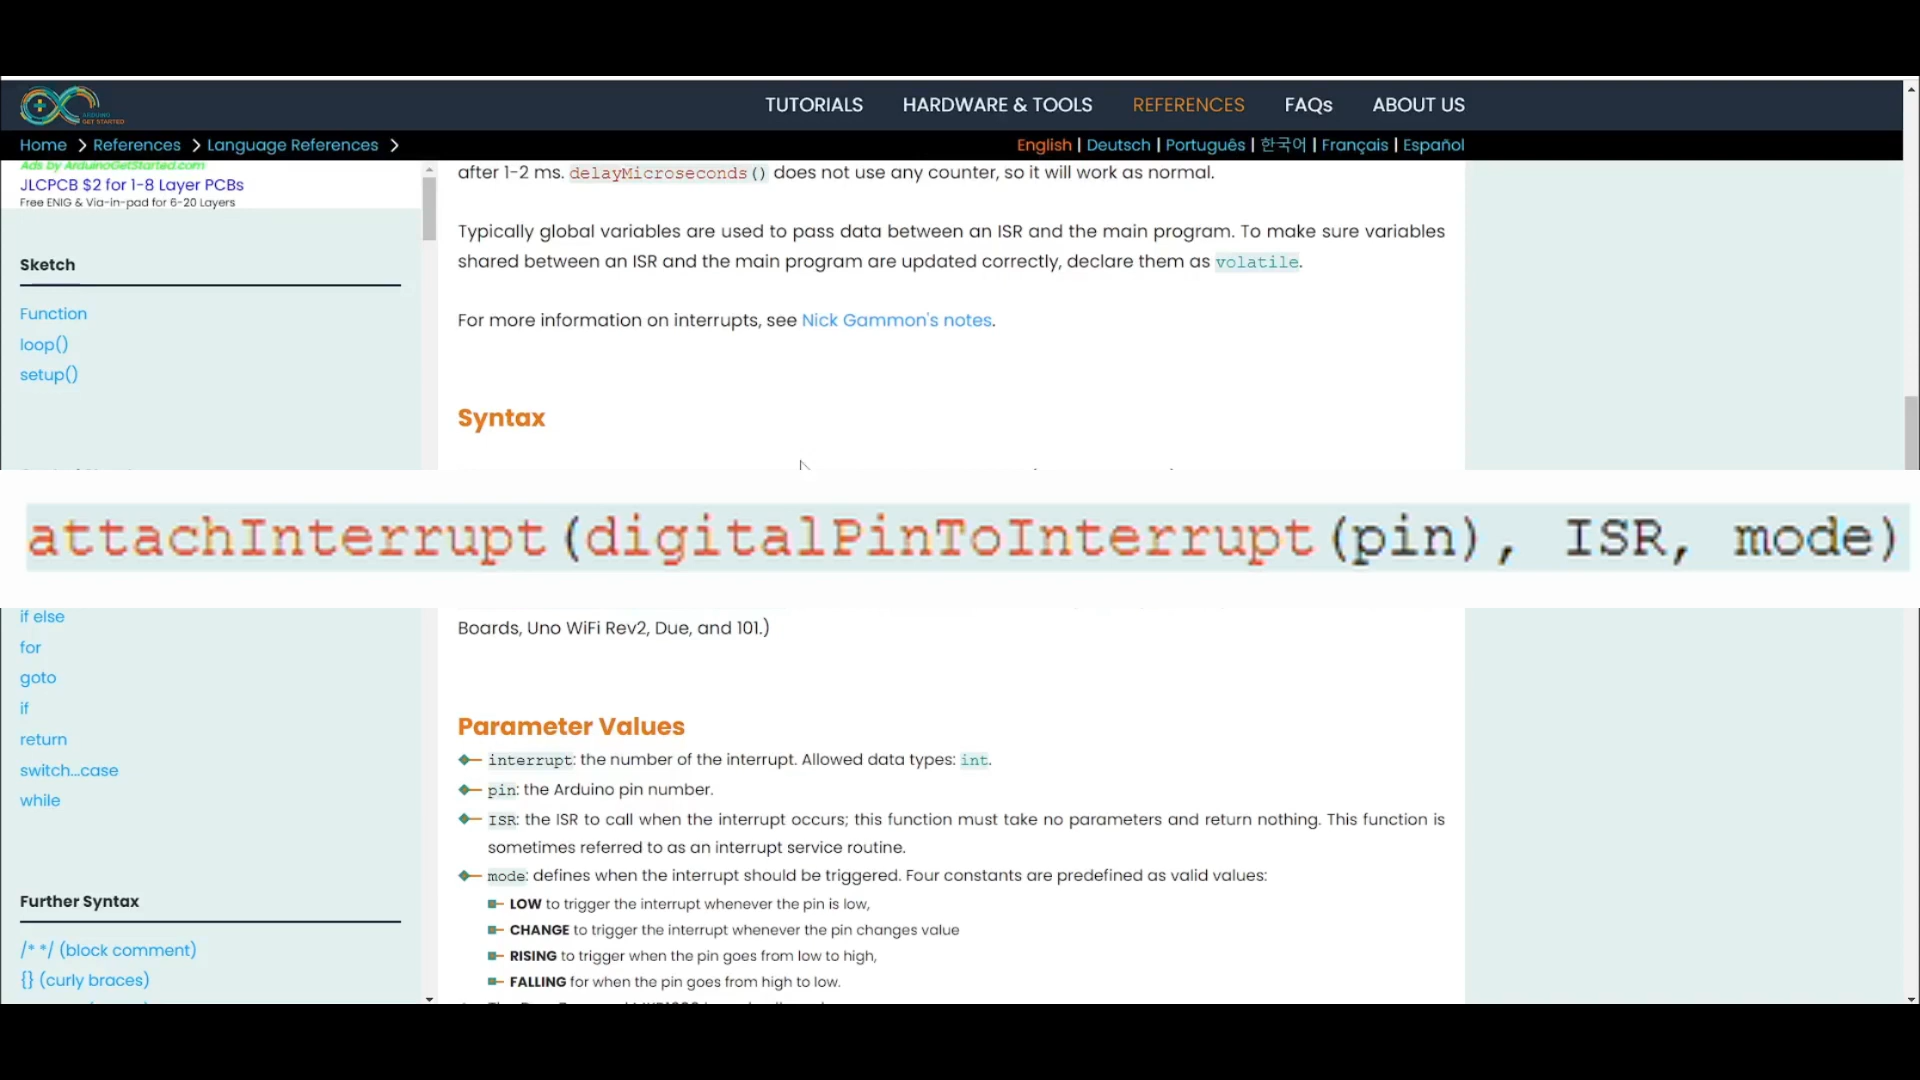 TUTORIALS HARDWARE & TOOLS REFERENCES FAQs ABOUT US
ARDUINO
GET STARTED
Home References Language References
English | Deutsch | Português | 한국어 | Français | Español
Ads by ArduinoGetStarted.com
JLCPCB $2 for 1-8 Layer PCBs
Free ENIG & Via-in-pad for 6-20 Layers
Sketch
Function
loop()
setup()
after 1-2 ms. delayMicroseconds() does not use any counter, so it will work as normal.
Typically global variables are used to pass data between an ISR and the main program. To make sure variables
shared between an ISR and the main program are updated correctly, declare them as volatile.
For more information on interrupts, see Nick Gammon's notes.
Syntax
attachInterrupt(digitalPinToInterrupt(pin), ISR, mode)
if else
for
goto
if
return
switch...case
while
Further Syntax
/* */ (block comment)
{} (curly braces)
Boards, Uno WiFi Rev2, Due, and 101.)
Parameter Values
interrupt: the number of the interrupt. Allowed data types: int.
pin: the Arduino pin number.
ISR: the ISR to call when the interrupt occurs; this function must take no parameters and return nothing. This function is
sometimes referred to as an interrupt service routine.
mode: defines when the interrupt should be triggered. Four constants are predefined as valid values:
LOW to trigger the interrupt whenever the pin is low,
CHANGE to trigger the interrupt whenever the pin changes value
RISING to trigger when the pin goes from low to high,
FALLING for when the pin goes from high to low.